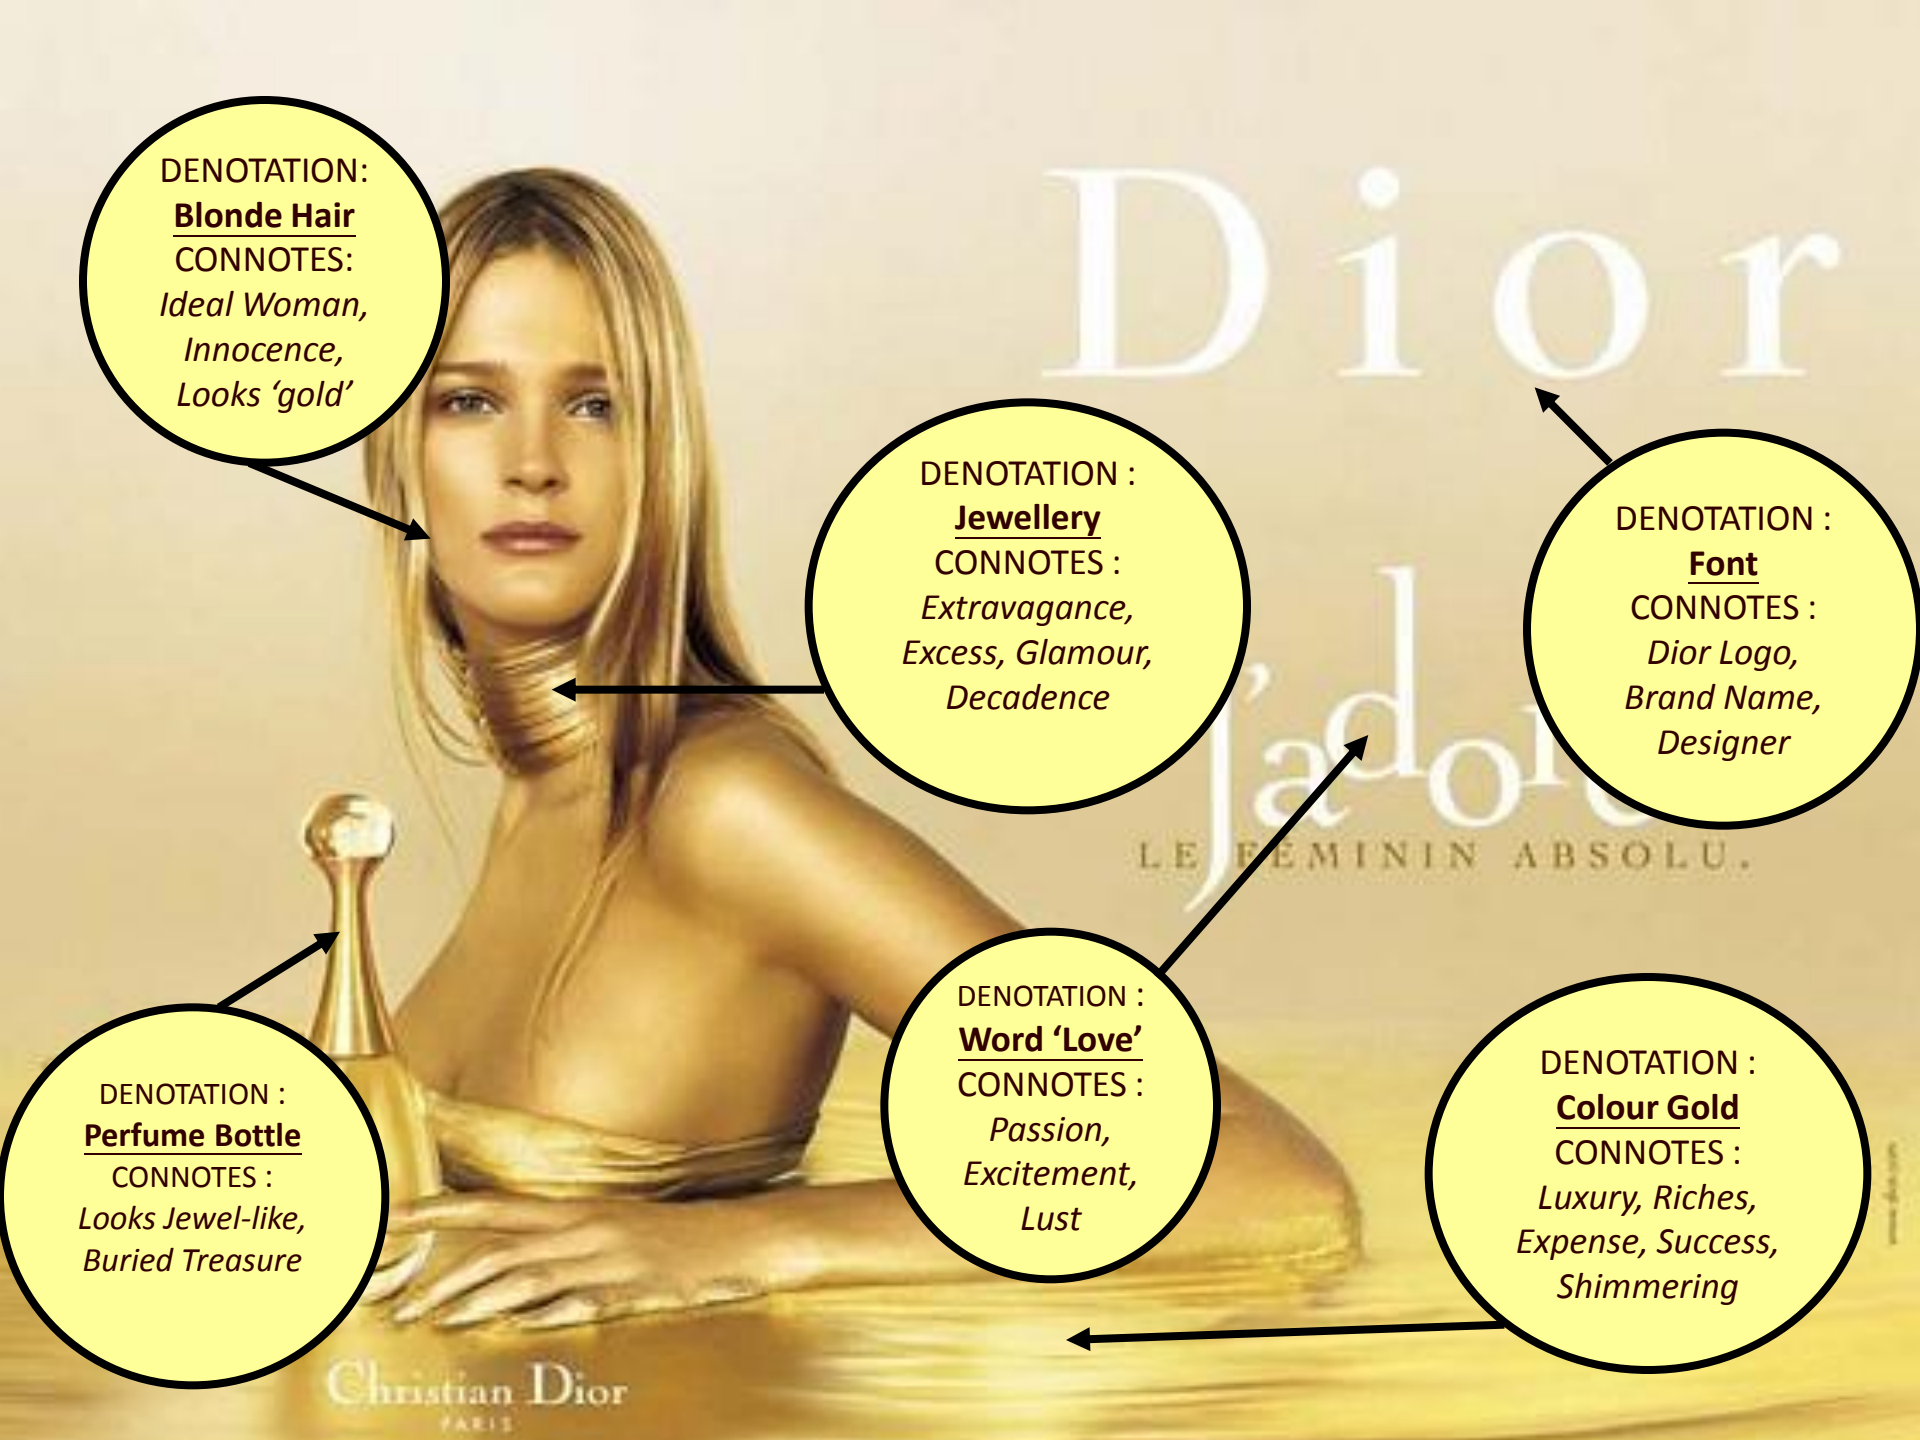 DENOTATION:
Blonde Hair
CONNOTES:
Ideal Woman,
Innocence,
Looks ‘gold’
Dior
DENOTATION :
Jewellery
CONNOTES :
Extravagance,
Excess, Glamour,
Decadence
DENOTATION :
Font
CONNOTES :
Dior Logo,
Brand Name,
Designer
j'adore
LE FÉMININ ABSOLU.
DENOTATION :
Perfume Bottle
CONNOTES :
Looks Jewel-like,
Buried Treasure
DENOTATION :
Word ‘Love’
CONNOTES :
Passion,
Excitement,
Lust
DENOTATION :
Colour Gold
CONNOTES :
Luxury, Riches,
Expense, Success,
Shimmering
Christian Dior
PARIS